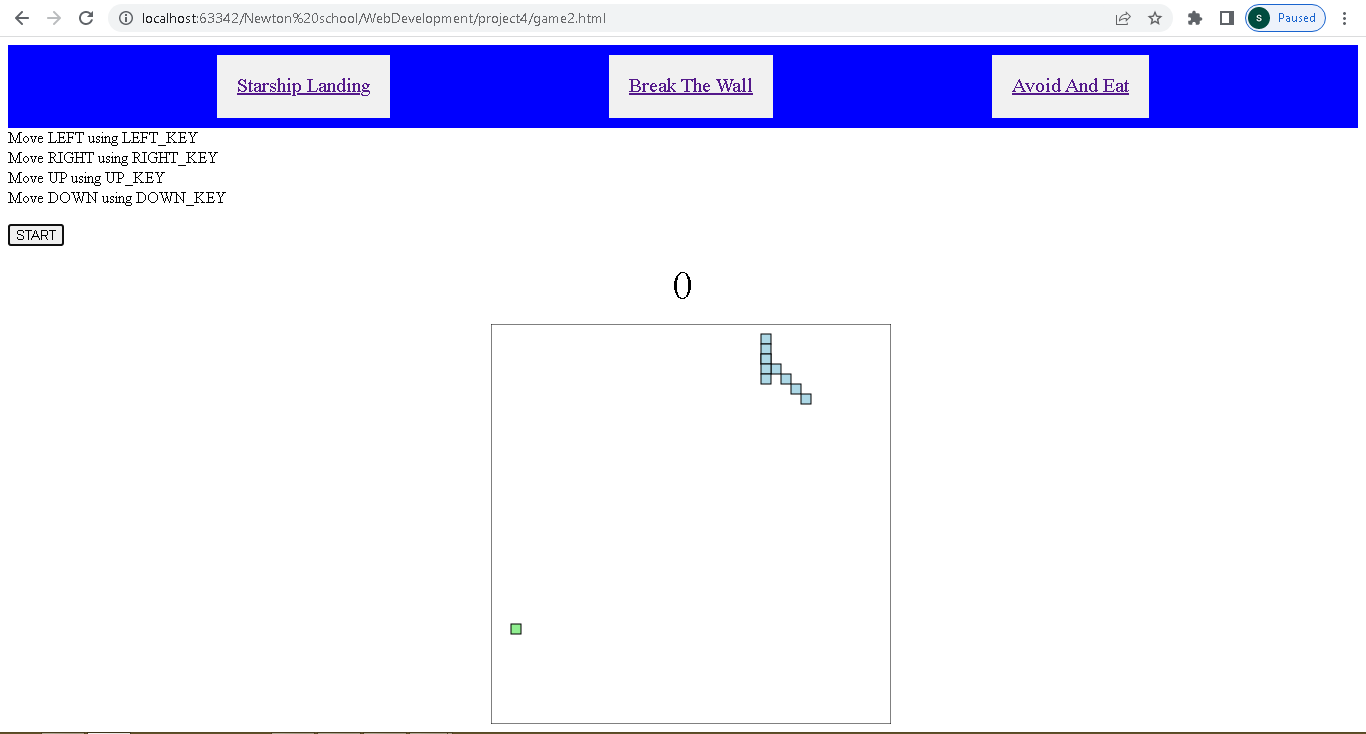 localhost:63342/Newton%20school/WebDevelopment/project4/game2.html
S Paused
Starship Landing Break The Wall Avoid And Eat
Move LEFT using LEFT_KEY
Move RIGHT using RIGHT_KEY
Move UP using UP_KEY
Move DOWN using DOWN_KEY
START
0